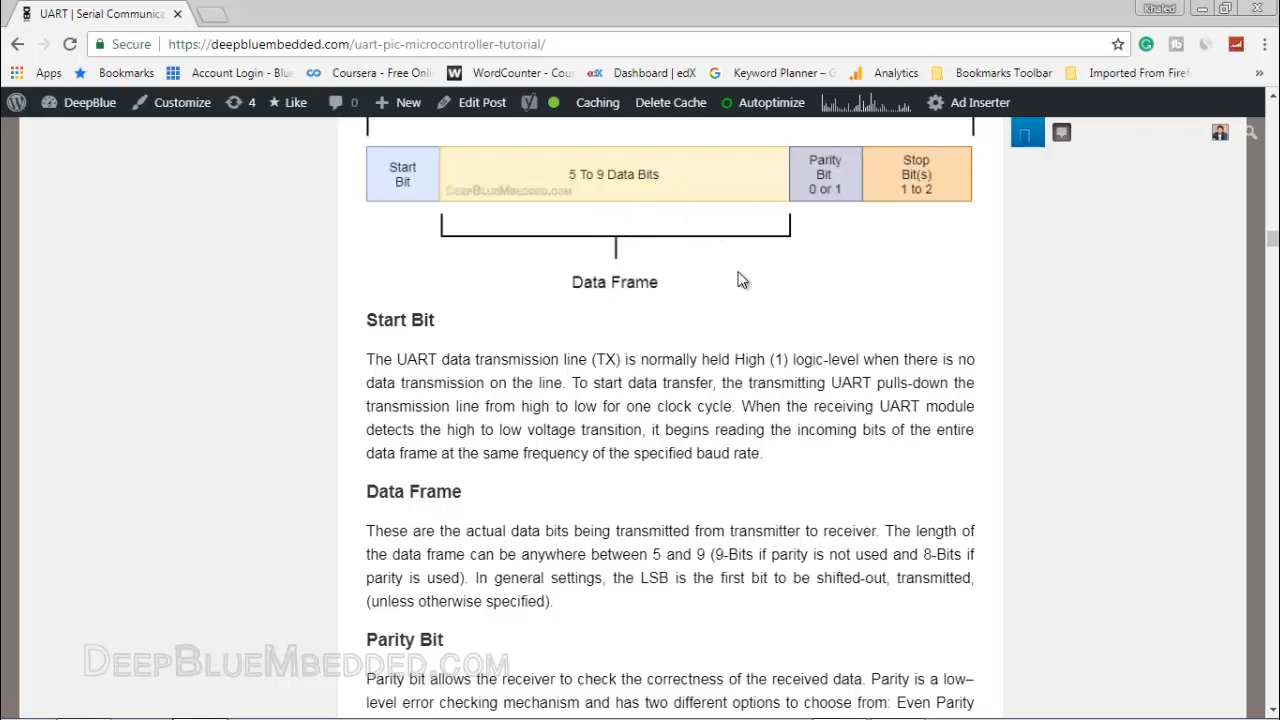 UART | Serial Communica
Khaled
Secure https://deepbluembedded.com/uart-pic-microcontroller-tutorial/
Apps Bookmarks Account Login - Blue Coursera - Free Onli WordCounter - Cou Dashboard | edX Keyword Planner – G Analytics Bookmarks Toolbar Imported From Firef »
DeepBlue Customize 4 Like 0 New Edit Post Caching Delete Cache Autoptimize Ad Inserter
Start
Bit
5 To 9 Data Bits
DeepBlueMbedded.com
Parity
Bit
0 or 1
Stop
Bit(s)
1 to 2
Data Frame
Start Bit
The UART data transmission line (TX) is normally held High (1) logic-level when there is no
data transmission on the line. To start data transfer, the transmitting UART pulls-down the
transmission line from high to low for one clock cycle. When the receiving UART module
detects the high to low voltage transition, it begins reading the incoming bits of the entire
data frame at the same frequency of the specified baud rate.
Data Frame
These are the actual data bits being transmitted from transmitter to receiver. The length of
the data frame can be anywhere between 5 and 9 (9-Bits if parity is not used and 8-Bits if
parity is used). In general settings, the LSB is the first bit to be shifted-out, transmitted,
(unless otherwise specified).
Parity Bit
DeepBlueMbedded.com
Parity bit allows the receiver to check the correctness of the received data. Parity is a low–
level error checking mechanism and has two different options to choose from: Even Parity